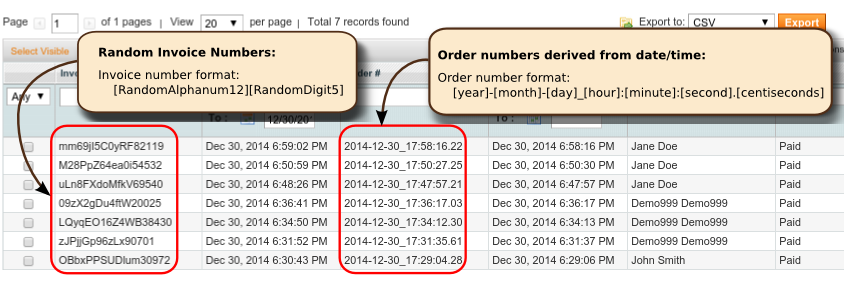 Page 1 of 1 pages | View 20 per page | Total 7 records found Export to: CSV Export
Select Visible
Random Invoice Numbers:
Invoice number format:
[RandomAlphanum12][RandomDigit5]
Order numbers derived from date/time:
Order number format:
[year]-[month]-[day]_[hour]:[minute]:[second].[centiseconds]
Any
To : 12/30/20 To :
mm69jI5C0yRF82119 Dec 30, 2014 6:59:02 PM 2014-12-30_17:58:16.22 Dec 30, 2014 6:58:16 PM Jane Doe Paid
M28PpZ64ea0i54532 Dec 30, 2014 6:50:59 PM 2014-12-30_17:50:27.25 Dec 30, 2014 6:50:30 PM Jane Doe Paid
uLn8FXdoMfkV69540 Dec 30, 2014 6:48:26 PM 2014-12-30_17:47:57.21 Dec 30, 2014 6:47:57 PM Jane Doe Paid
09zX2gDu4ftW20025 Dec 30, 2014 6:36:41 PM 2014-12-30_17:36:17.03 Dec 30, 2014 6:36:17 PM Demo999 Demo999 Paid
LQyqEO16Z4WB38430 Dec 30, 2014 6:34:50 PM 2014-12-30_17:34:12.30 Dec 30, 2014 6:34:13 PM Demo999 Demo999 Paid
zJPjjGp96zLx90701 Dec 30, 2014 6:31:52 PM 2014-12-30_17:31:35.61 Dec 30, 2014 6:31:37 PM Demo999 Demo999 Paid
OBbxPPSUDlum30972 Dec 30, 2014 6:30:43 PM 2014-12-30_17:29:04.28 Dec 30, 2014 6:29:06 PM John Smith Paid